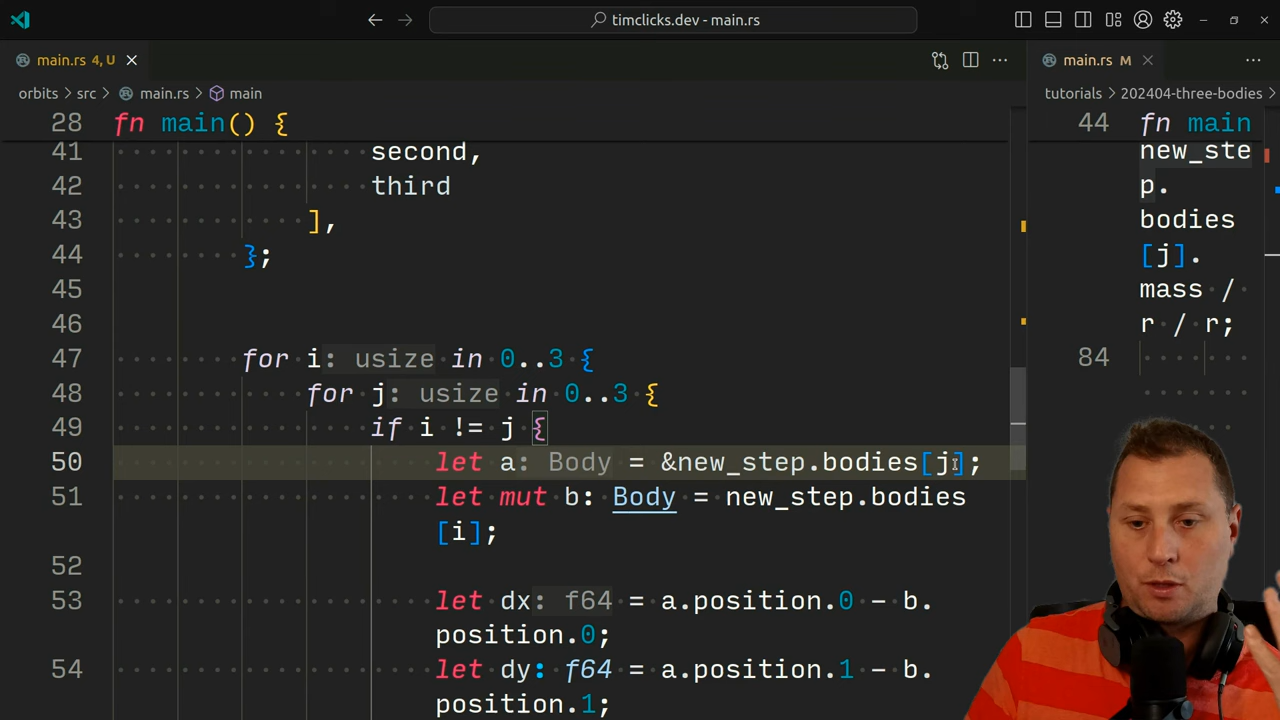 timclicks.dev - main.rs
main.rs 4, U
main.rs M
orbits > src > main.rs > main
tutorials > 202404-three-bodies >
28 fn main() {
41 second,
42 third
43 ],
44 };
45
46
47 for i: usize in 0..3 {
48 for j: usize in 0..3 {
49 if i != j {
50 let a: Body = &new_step.bodies[j];
51 let mut b: Body = new_step.bodies
[i];
52
53 let dx: f64 = a.position.0 - b.
position.0;
54 let dy: f64 = a.position.1 - b.
position.1;
44 fn main
new_ste
p.
bodies
[j].
mass /
r / r;
84